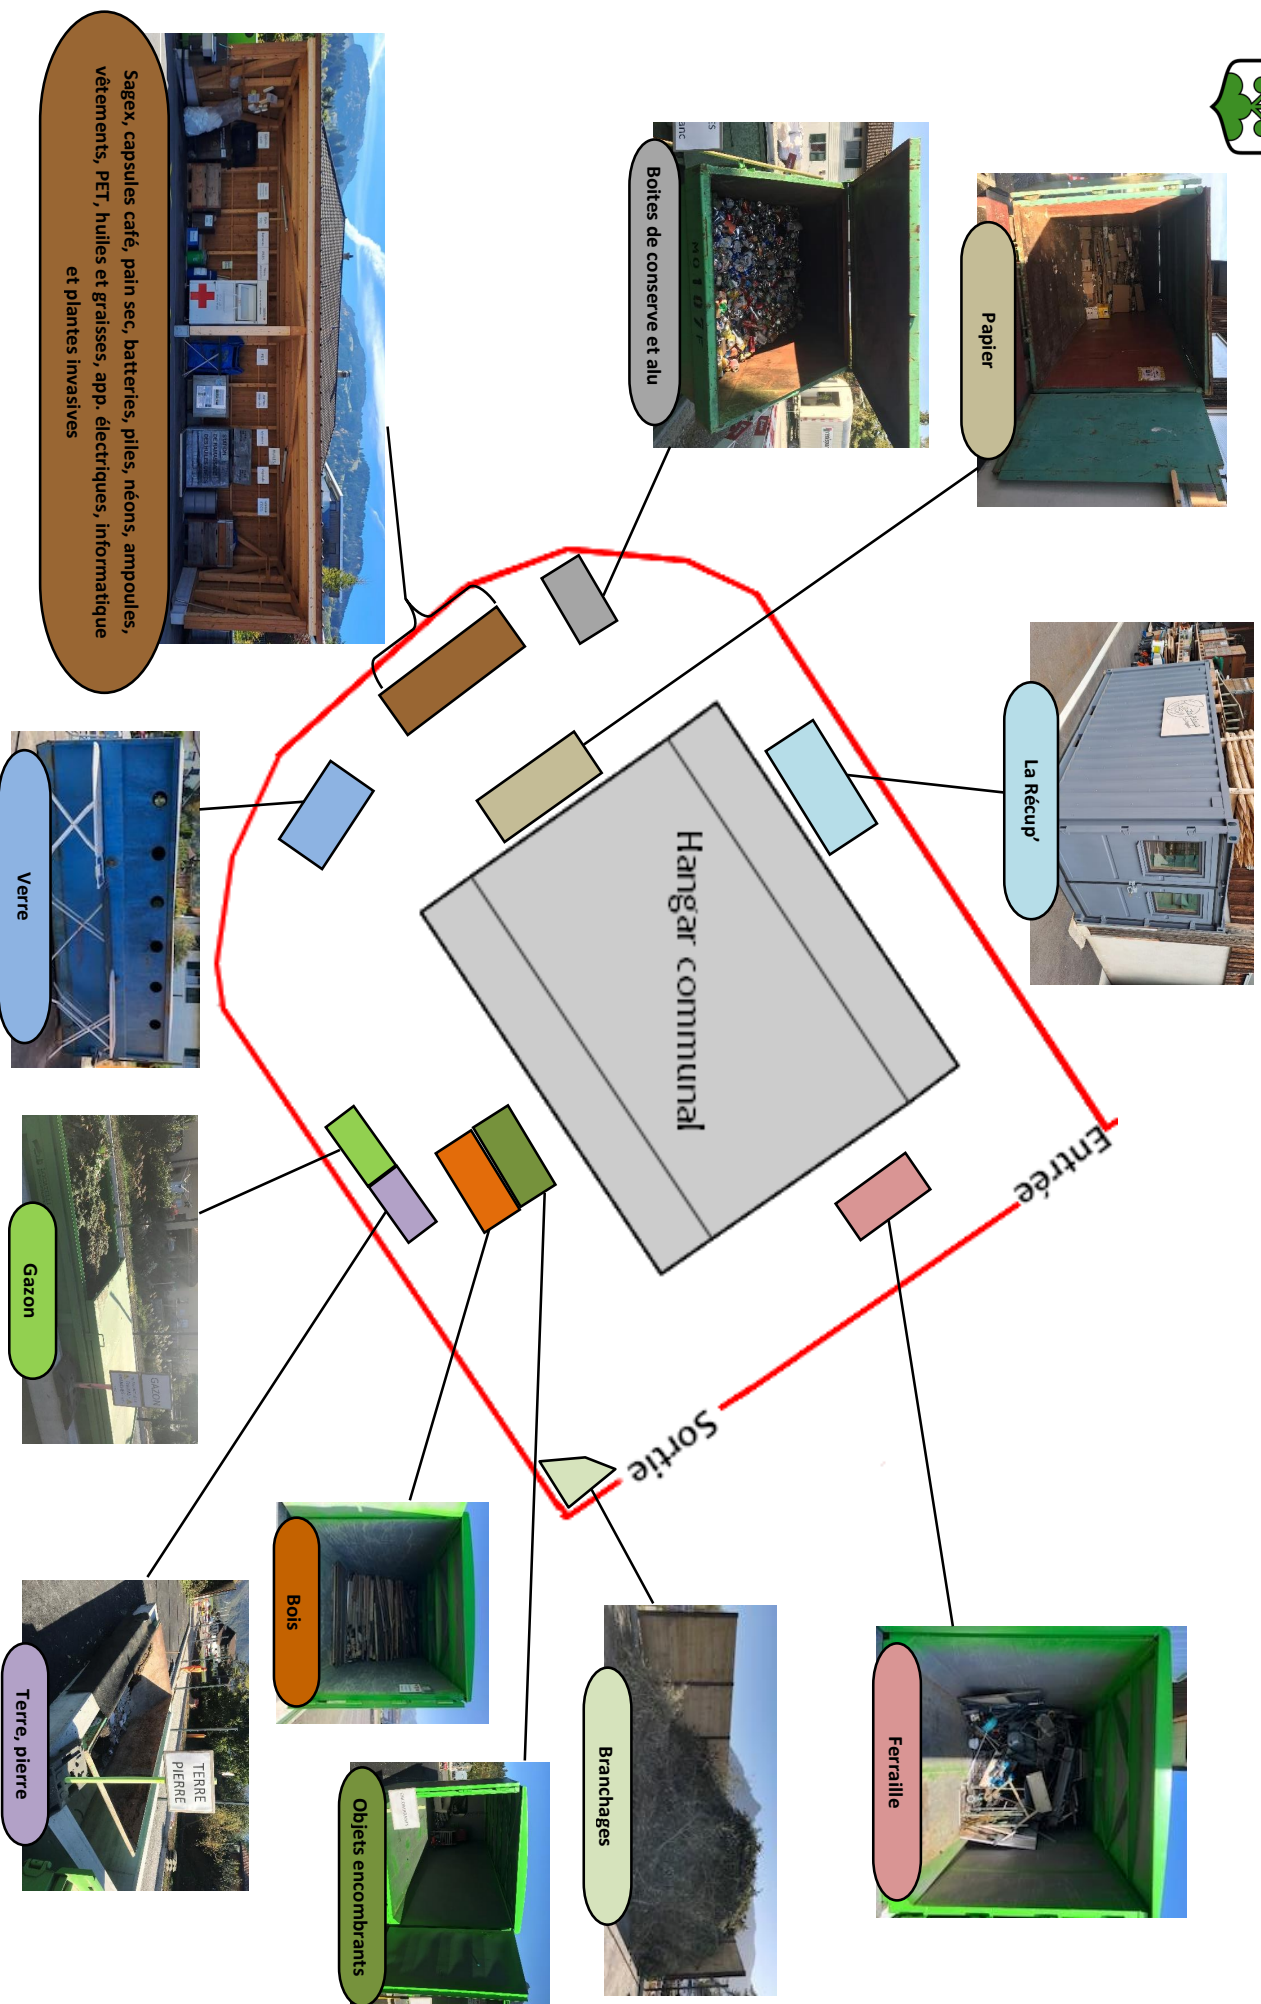 Papier
Boites de conserve et alu
Sagex, capsules café, pain sec, batteries, piles, néons, ampoules,
vêtements, PET, huiles et graisses, app. électriques, informatique
et plantes invasives
La Récup'
Verre
Hangar communal
Entrée
Sortie
Gazon
GAZON
Terre, pierre
TERRE
PIERRE
Bois
Objets encombrants
Branchages
Ferraille